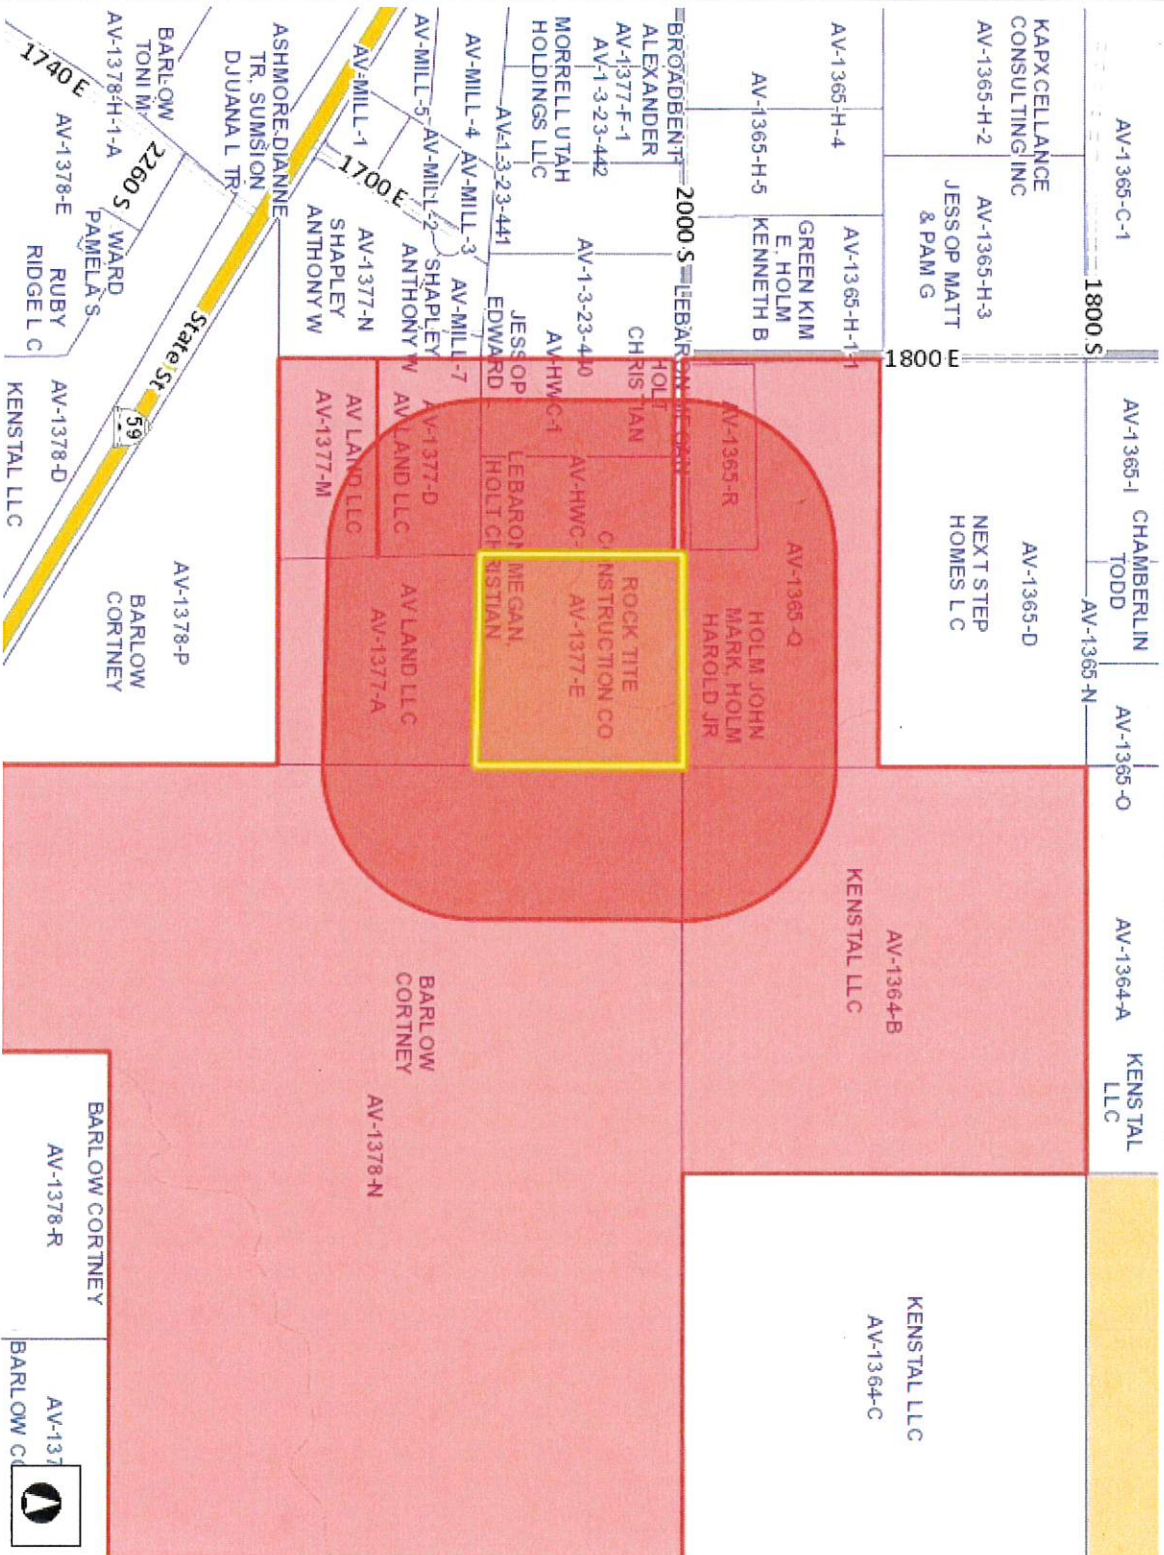 AV-1365-C-1
1800 S
AV-1365-I
CHAMBERLIN
TODD
AV-1365-N
AV-1365-O
AV-1364-A
KENSTAL
LLC
KAPXCELLANCE
CONSULTING INC
AV-1365-H-2
AV-1365-H-3
JESSOP MATT
& PAM G
1800 E
AV-1365-D
NEXT STEP
HOMES L C
AV-1365-H-4
AV-1365-H-5
AV-1365-H-1-1
GREEN KIM
E, HOLM
KENNETH B
AV-1365-R
AV-1365-Q
HOLM JOHN
MARK, HOLM
HAROLD JR
AV-1364-B
KENSTAL LLC
KENSTAL LLC
AV-1364-C
BROADBENT
ALEXANDER
AV-1377-F-1
2000 S
LEBARON MEGAN
HOLT
CHRISTIAN
AV-1-3-23-442
MORRELL UTAH
HOLDINGS LLC
AV-1-3-23-440
AV-HWC-1
AV-HWC-
ROCK TITE
CONSTRUCTION CO
AV-1377-E
AV-1-3-23-441
JESSOP
EDWARD
LEBARON MEGAN,
HOLT CHRISTIAN
AV-MILL-4
AV-MILL-3
AV-MILL-7
AV-MILL-5
AV-MILL-2
SHAPLEY
ANTHONY W
AV-1377-D
AV LAND LLC
AV LAND LLC
AV-1377-A
AV-MILL-1
1700 E
AV-1377-N
SHAPLEY
ANTHONY W
AV LAND LLC
AV-1377-M
BARLOW
CORTNEY
AV-1378-N
ASHMORE DIANNE
TR, SUMSION
DJUANA L TR
State St
59
AV-1378-P
BARLOW
CORTNEY
BARLOW
TONI M
AV-1378-H-1-A
2260 S
1740 E
AV-1378-E
WARD
PAMELA S
RUBY
RIDGE L C
AV-1378-D
KENSTAL LLC
BARLOW CORTNEY
AV-1378-R
AV-137
BARLOW CO